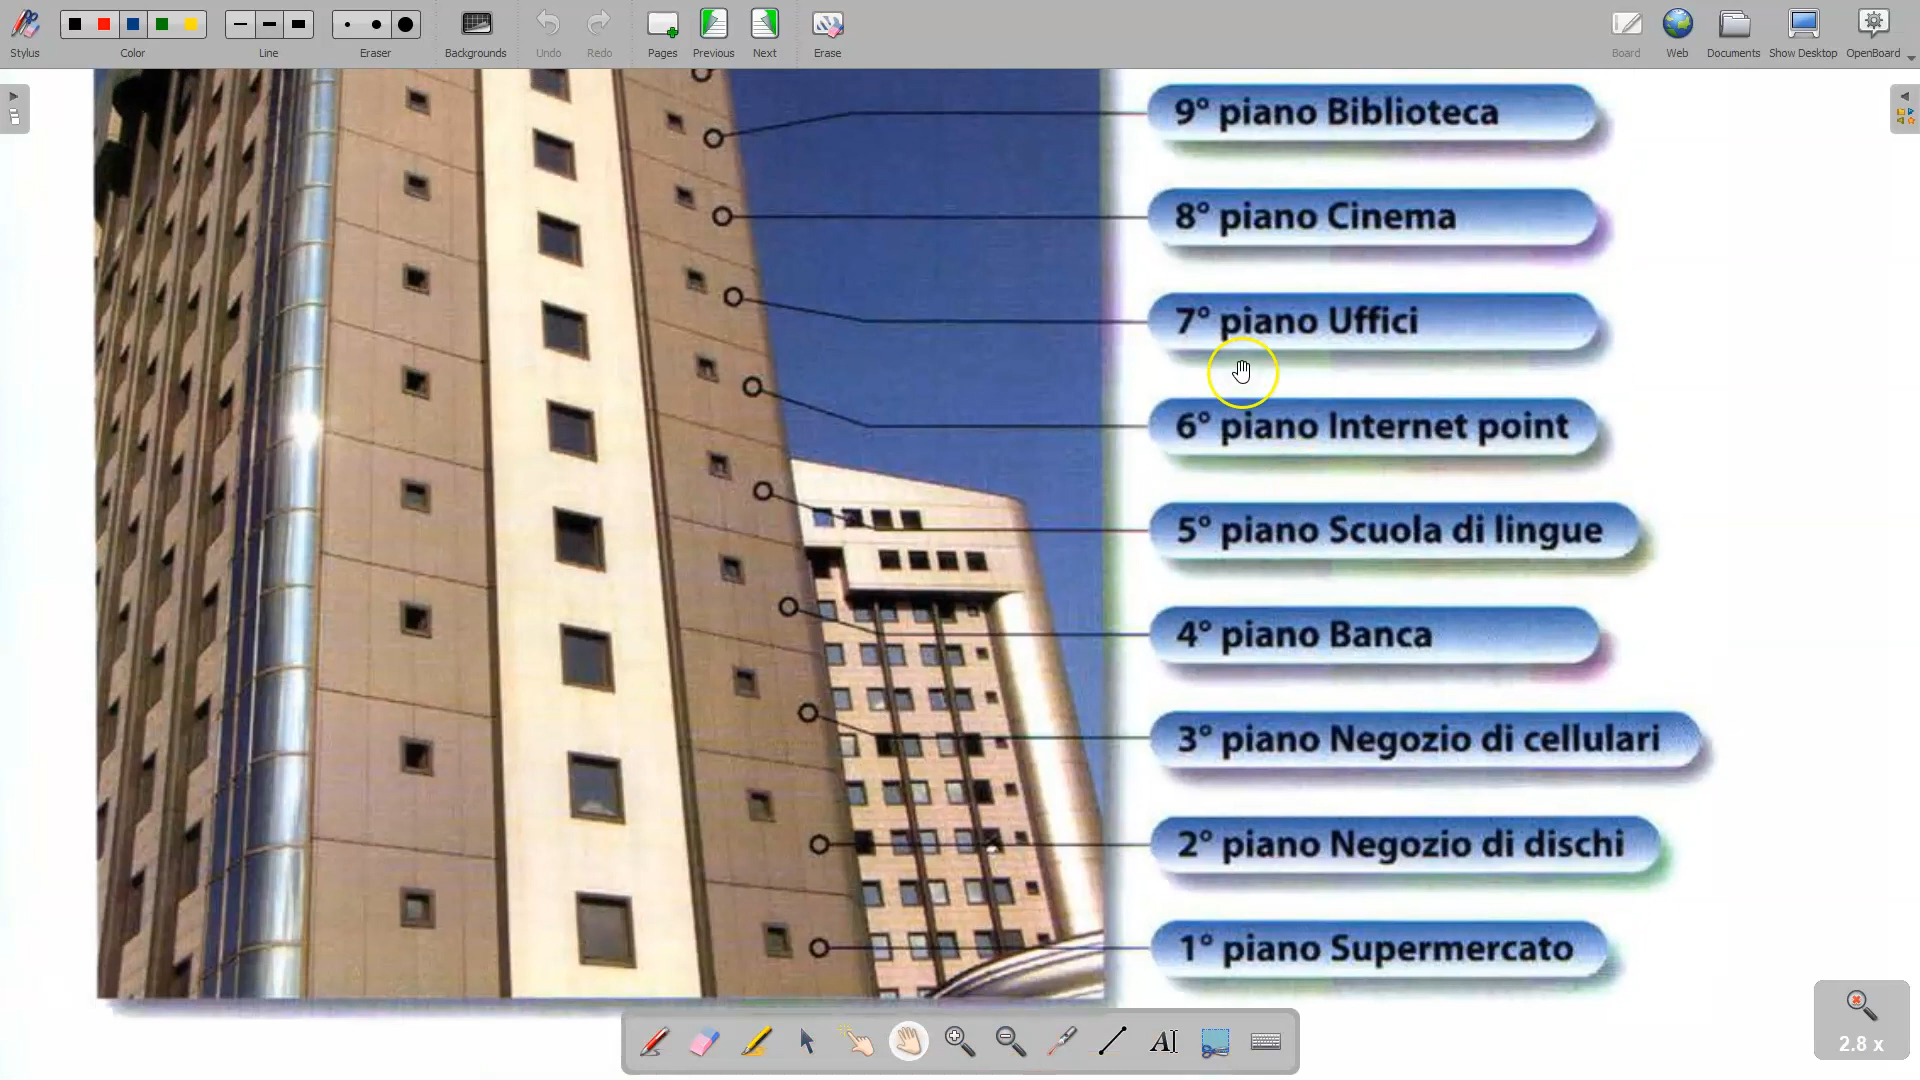 Stylus
Color
Line
Eraser
Backgrounds
Undo
Redo
Pages
Previous
Next
Erase
Board
Web
Documents
Show Desktop
OpenBoard
9° piano Biblioteca
8° piano Cinema
7° piano Uffici
6° piano Internet point
5° piano Scuola di lingue
4° piano Banca
3° piano Negozio di cellulari
2° piano Negozio di dischi
1° piano Supermercato
2.8 x